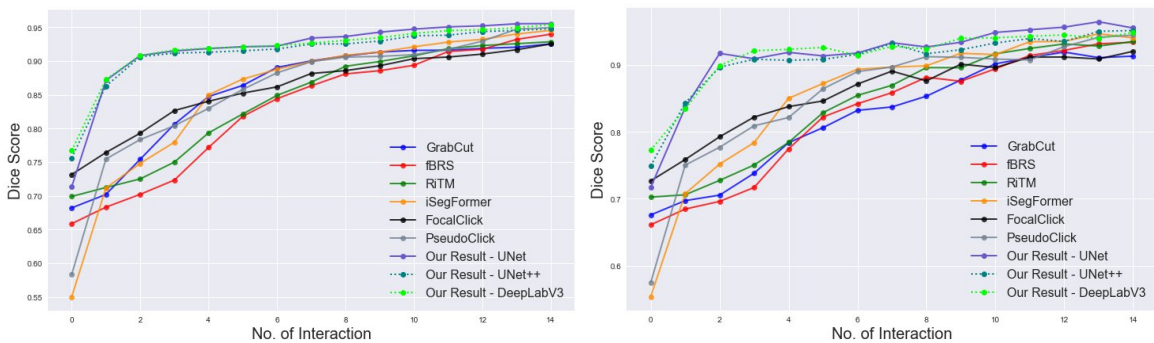 0.95
0.90
0.85
0.80
0.75
0.70
0.65
0.60
0.55
Dice Score
GrabCut
fBRS
RiTM
iSegFormer
FocalClick
PseudoClick
Our Result - UNet
Our Result - UNet++
Our Result - DeepLabV3
0 2 4 6 8 10 12 14
No. of Interaction
0.9
0.8
0.7
0.6
Dice Score
GrabCut
fBRS
RiTM
iSegFormer
FocalClick
PseudoClick
Our Result - UNet
Our Result - UNet++
Our Result - DeepLabV3
0 2 4 6 8 10 12 14
No. of Interaction